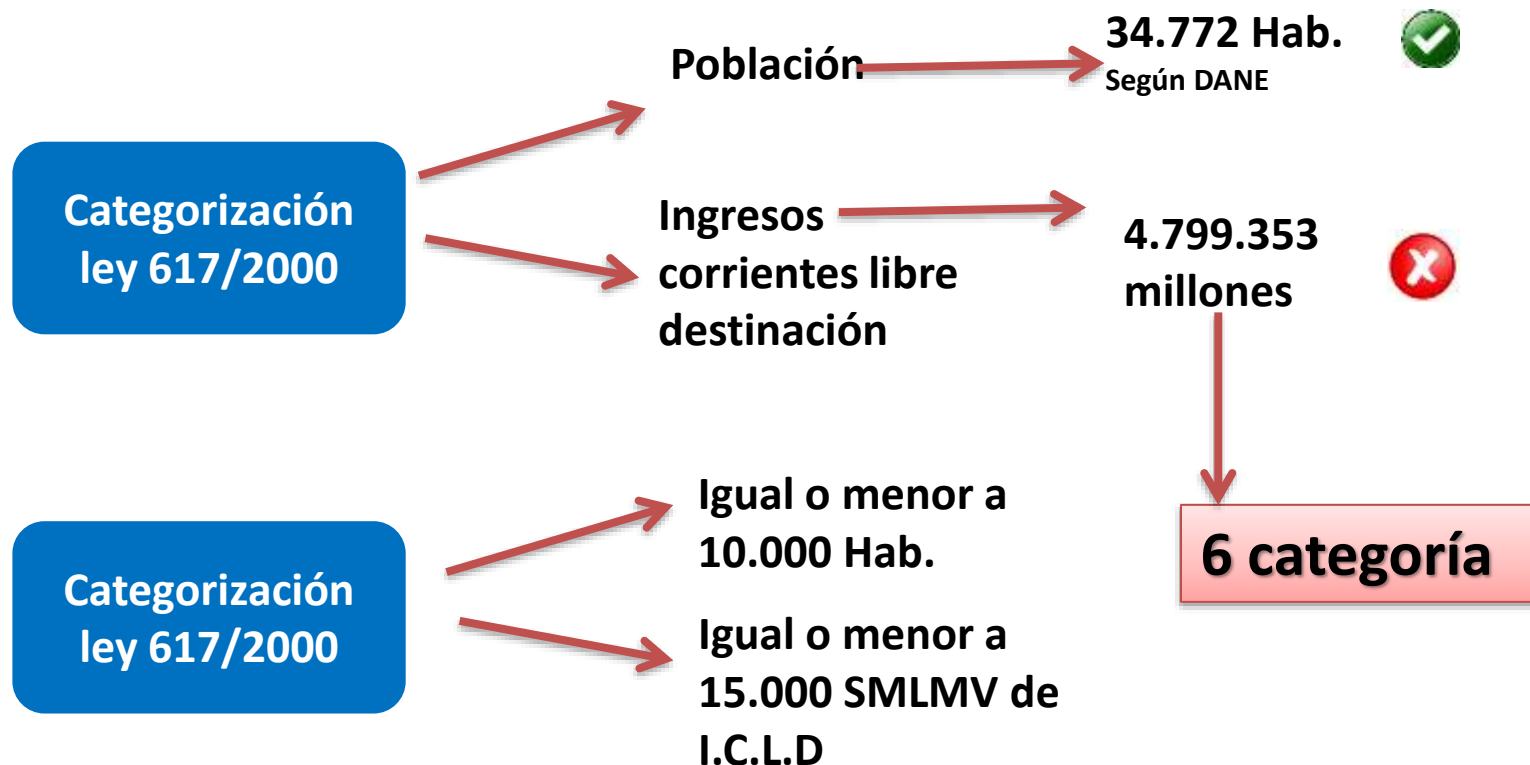 Categorización
ley 617/2000
Población
34.772 Hab.
Según DANE
Ingresos
corrientes libre
destinación
4.799.353
millones
6 categoría
Categorización
ley 617/2000
Igual o menor a
10.000 Hab.
Igual o menor a
15.000 SMLMV de
I.C.L.D